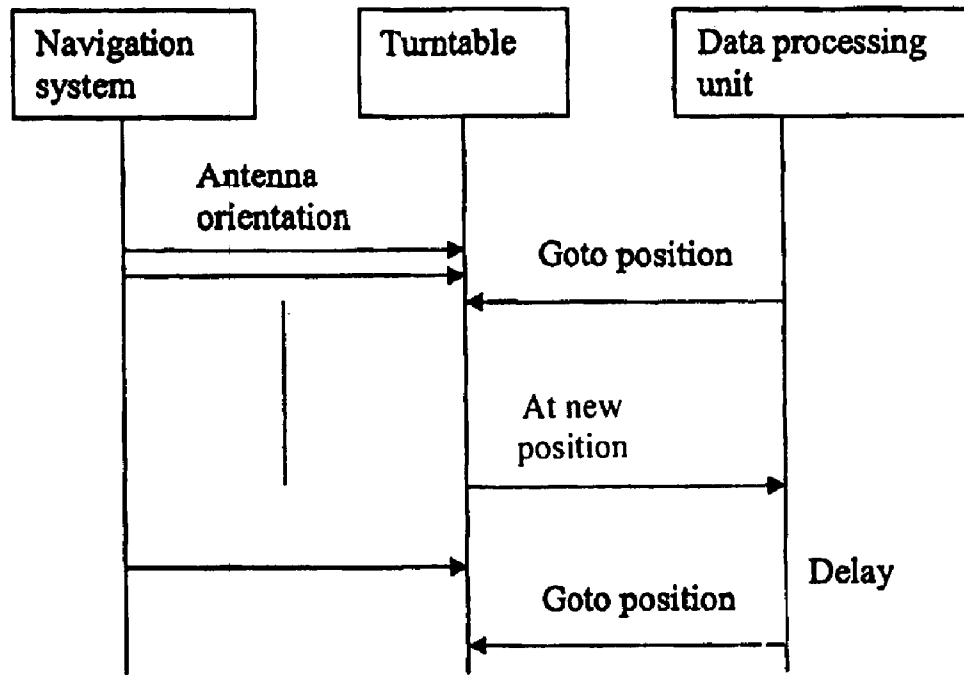 Navigation
system
Turntable
Data processing
unit
Antenna
orientation
Goto position
At new
position
Delay
Goto position